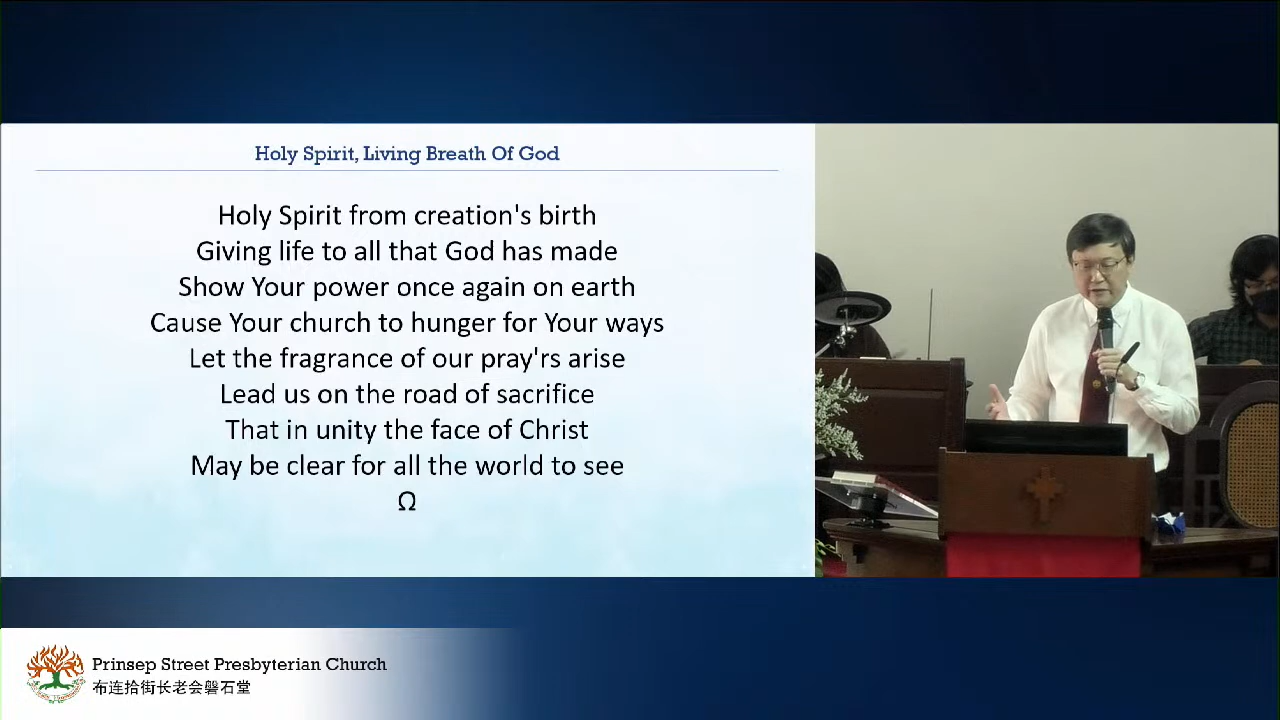 Holy Spirit, Living Breath Of God
Holy Spirit from creation's birth
Giving life to all that God has made
Show Your power once again on earth
Cause Your church to hunger for Your ways
Let the fragrance of our pray'rs arise
Lead us on the road of sacrifice
That in unity the face of Christ
May be clear for all the world to see
Ω
Prinsep Street Presbyterian Church
布连拾街长老会磐石堂